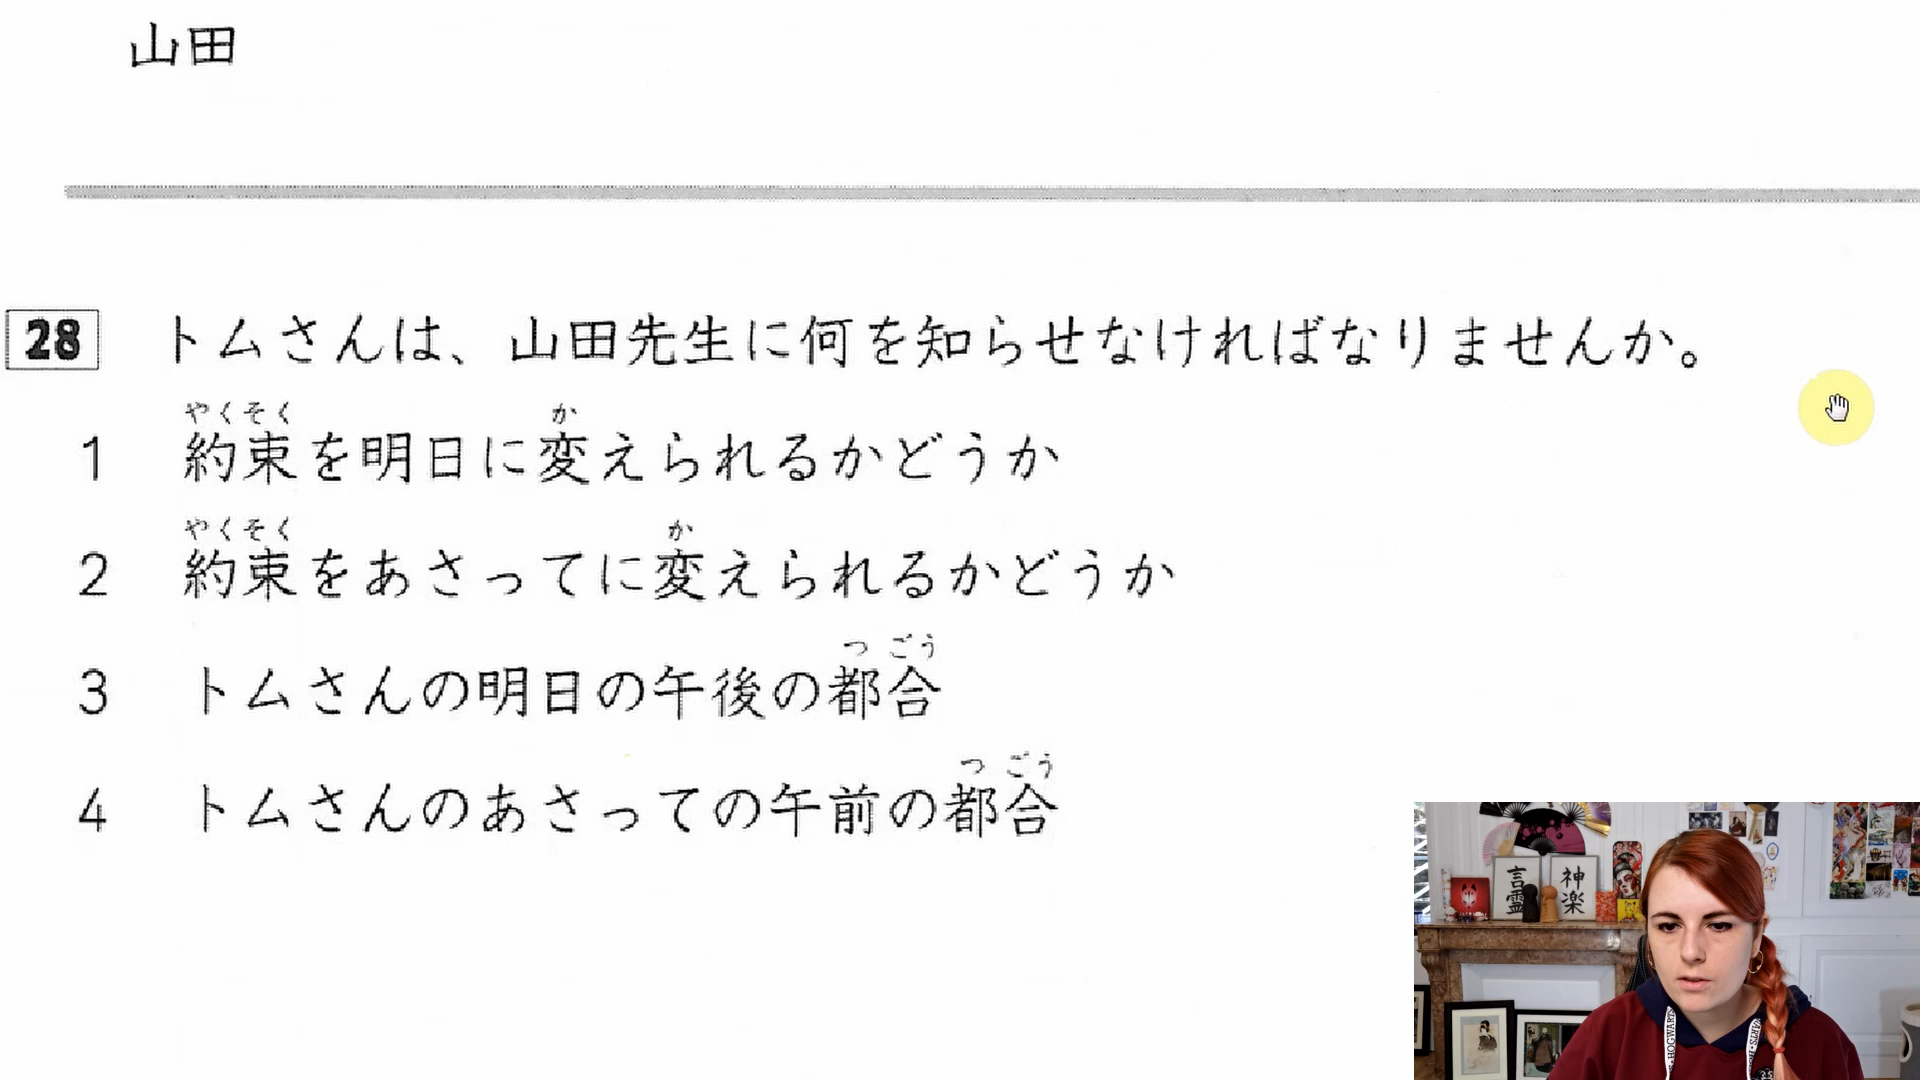 山田
28 トムさんは、山田先生に何を知らせなければなりませんか。
やくそく か
1 約束を明日に変えられるかどうか
やくそく か
2 約束をあさってに変えられるかどうか
つごう
3 トムさんの明日の午後の都合
つごう
4 トムさんのあさっての午前の都合
言霊
神楽
HOGWARTS